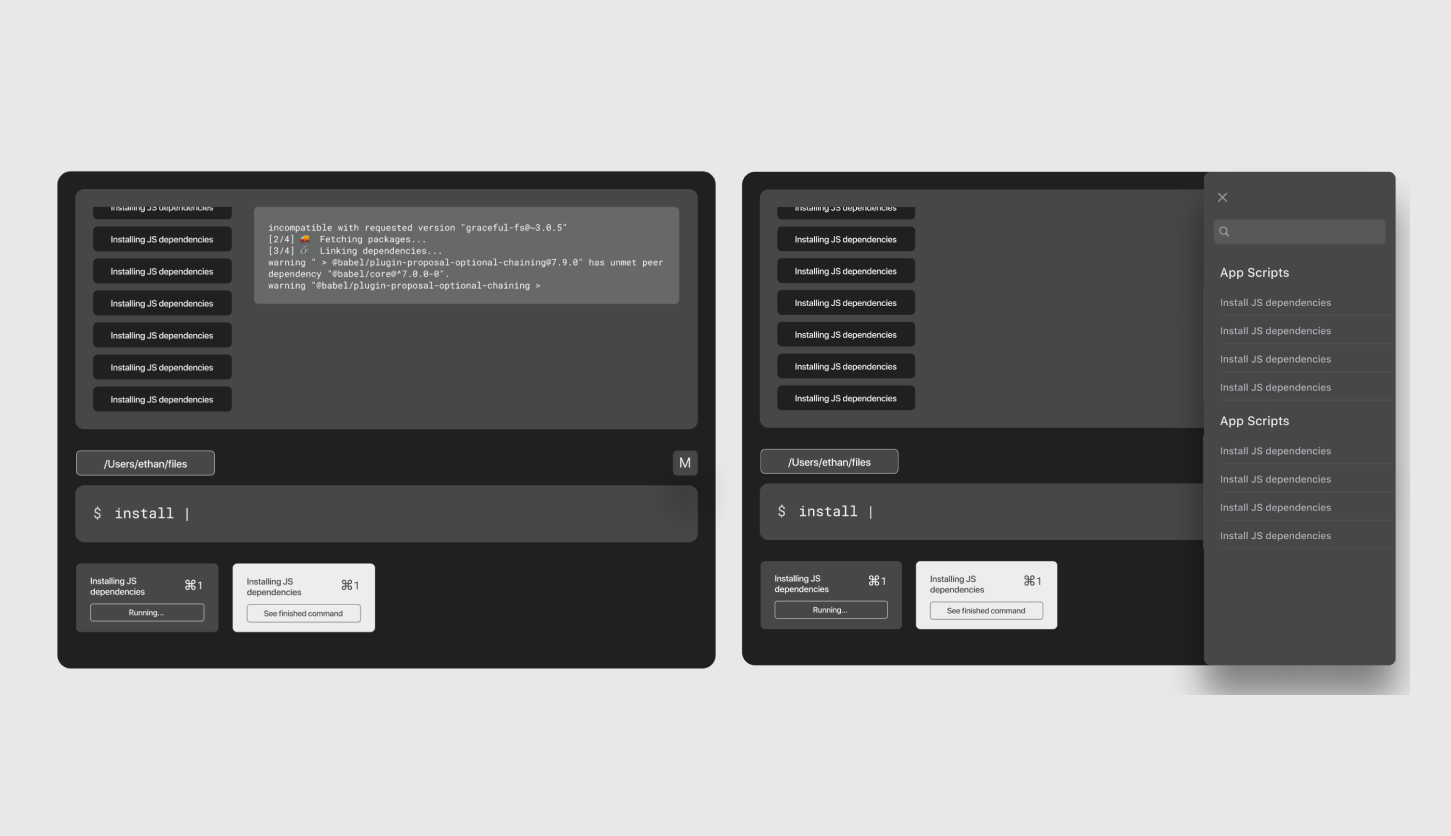 Installing JS dependencies
Installing JS dependencies
Installing JS dependencies
Installing JS dependencies
Installing JS dependencies
Installing JS dependencies
Installing JS dependencies
incompatible with requested version "graceful-fs@~3.0.5"
[2/4] 🚚 Fetching packages...
[3/4] 🔗 Linking dependencies...
warning " > @babel/plugin-proposal-optional-chaining@7.9.0" has unmet peer
dependency "@babel/core@^7.0.0-0".
warning "@babel/plugin-proposal-optional-chaining >
/Users/ethan/files
M
$ install |
Installing JS
dependencies
⌘1
Running...
Installing JS
dependencies
⌘1
See finished command
Installing JS dependencies
Installing JS dependencies
Installing JS dependencies
Installing JS dependencies
Installing JS dependencies
Installing JS dependencies
Installing JS dependencies
/Users/ethan/files
$ install |
Installing JS
dependencies
⌘1
Running...
Installing JS
dependencies
⌘1
See finished command
App Scripts
Install JS dependencies
Install JS dependencies
Install JS dependencies
Install JS dependencies
App Scripts
Install JS dependencies
Install JS dependencies
Install JS dependencies
Install JS dependencies